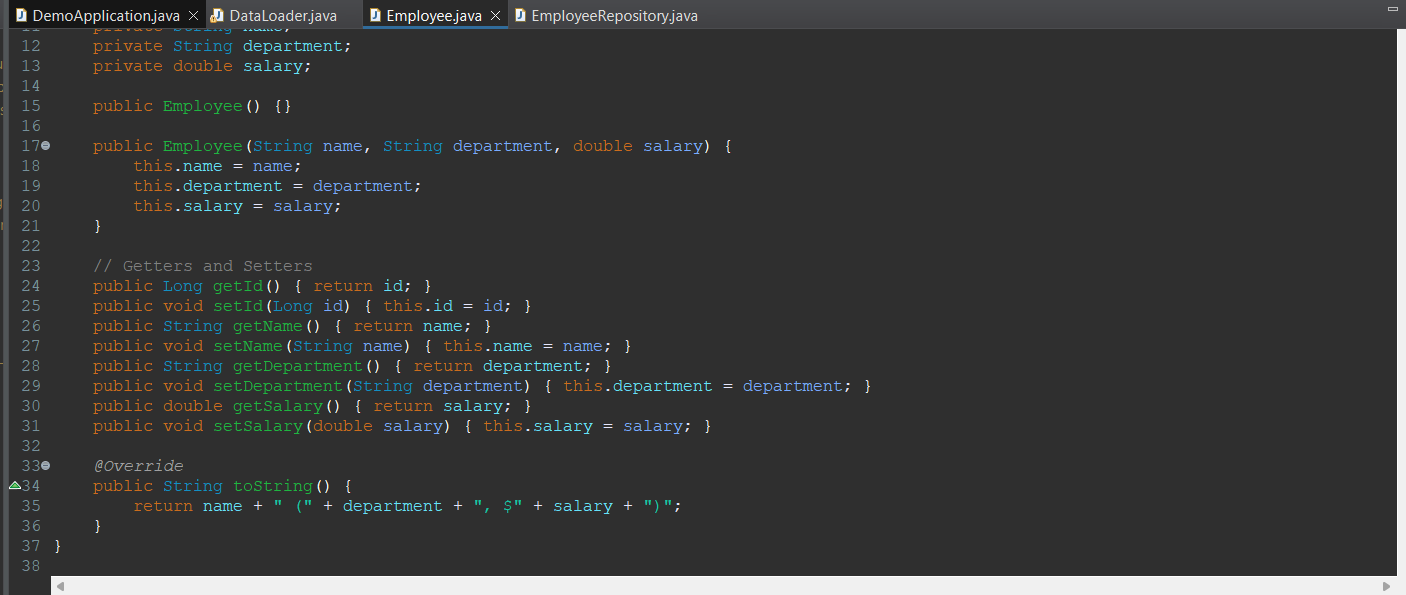 DemoApplication.java DataLoader.java Employee.java EmployeeRepository.java
11 private String name;
12 private String department;
13 private double salary;
14
15 public Employee() {}
16
17 public Employee(String name, String department, double salary) {
18 this.name = name;
19 this.department = department;
20 this.salary = salary;
21 }
22
23 // Getters and Setters
24 public Long getId() { return id; }
25 public void setId(Long id) { this.id = id; }
26 public String getName() { return name; }
27 public void setName(String name) { this.name = name; }
28 public String getDepartment() { return department; }
29 public void setDepartment(String department) { this.department = department; }
30 public double getSalary() { return salary; }
31 public void setSalary(double salary) { this.salary = salary; }
32
33 @Override
34 public String toString() {
35 return name + " (" + department + ", $" + salary + ")";
36 }
37 }
38